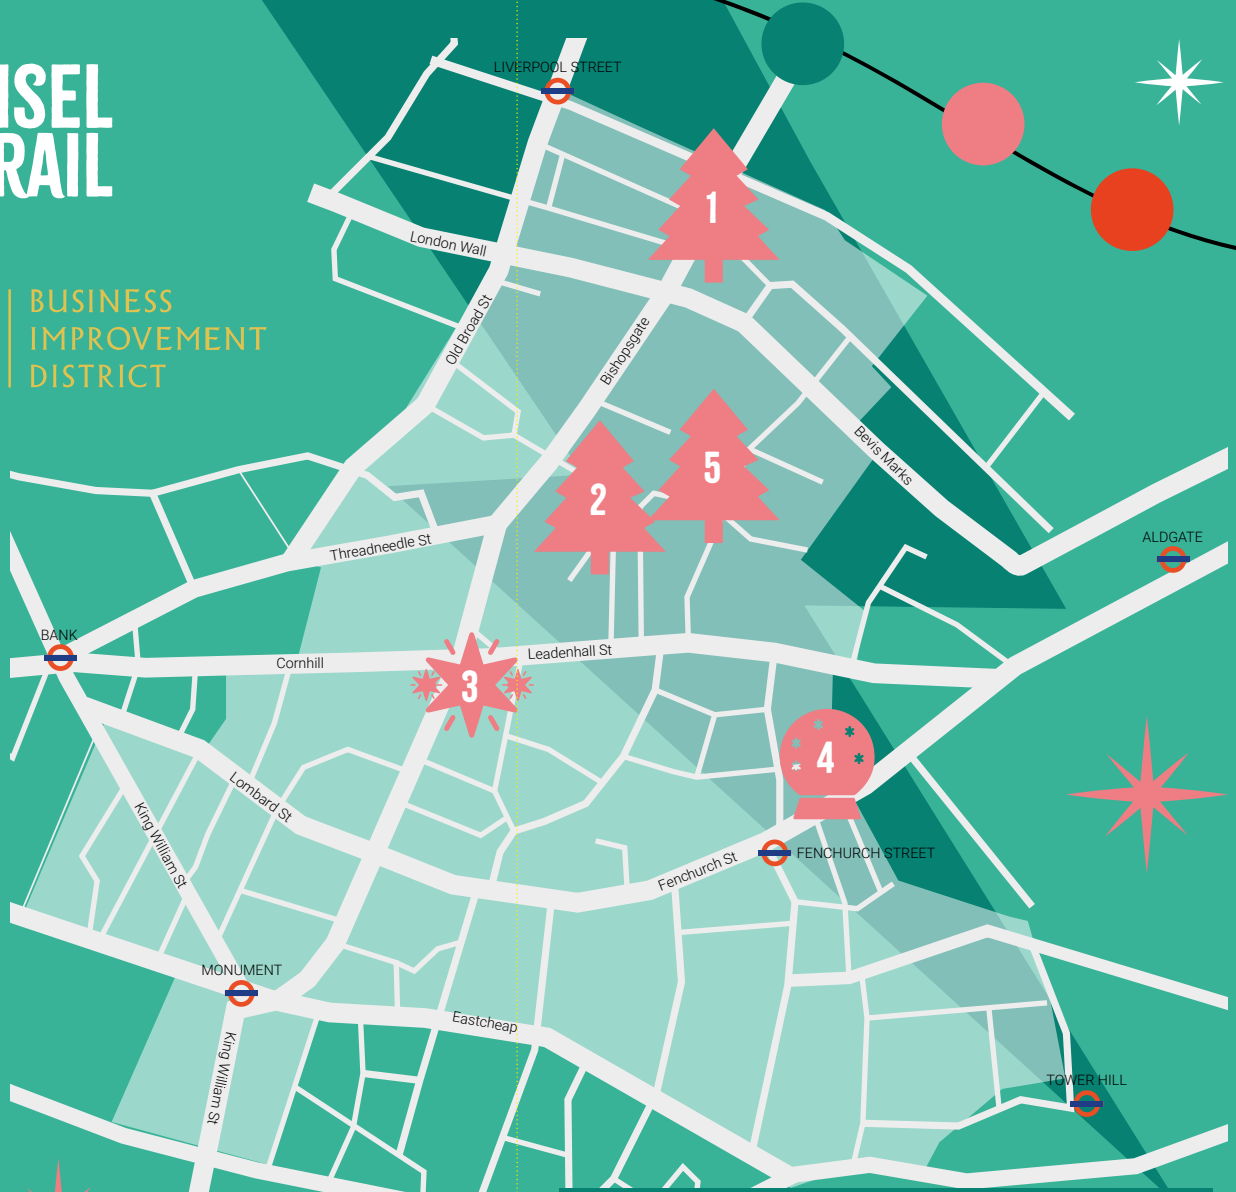 LIVERPOOL STREET
ISEL
RAIL
1
London Wall
BUSINESS
IMPROVEMENT
DISTRICT
Old Broad St
Bishopsgate
5
2
Bevis Marks
Threadneedle St
ALDGATE
BANK
Cornhill
Leadenhall St
3
4
Lombard St
King William St
Fenchurch St
FENCHURCH STREET
MONUMENT
Eastcheap
King William St
TOWER HILL